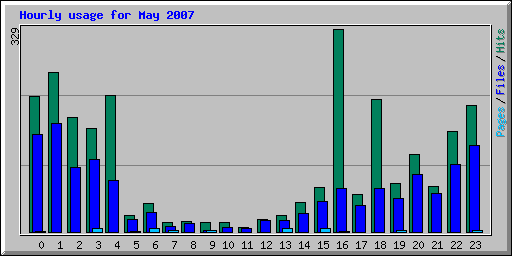 Hourly usage for May 2007
329
Pages/Files/Hits
0 1 2 3 4 5 6 7 8 9 10 11 12 13 14 15 16 17 18 19 20 21 22 23